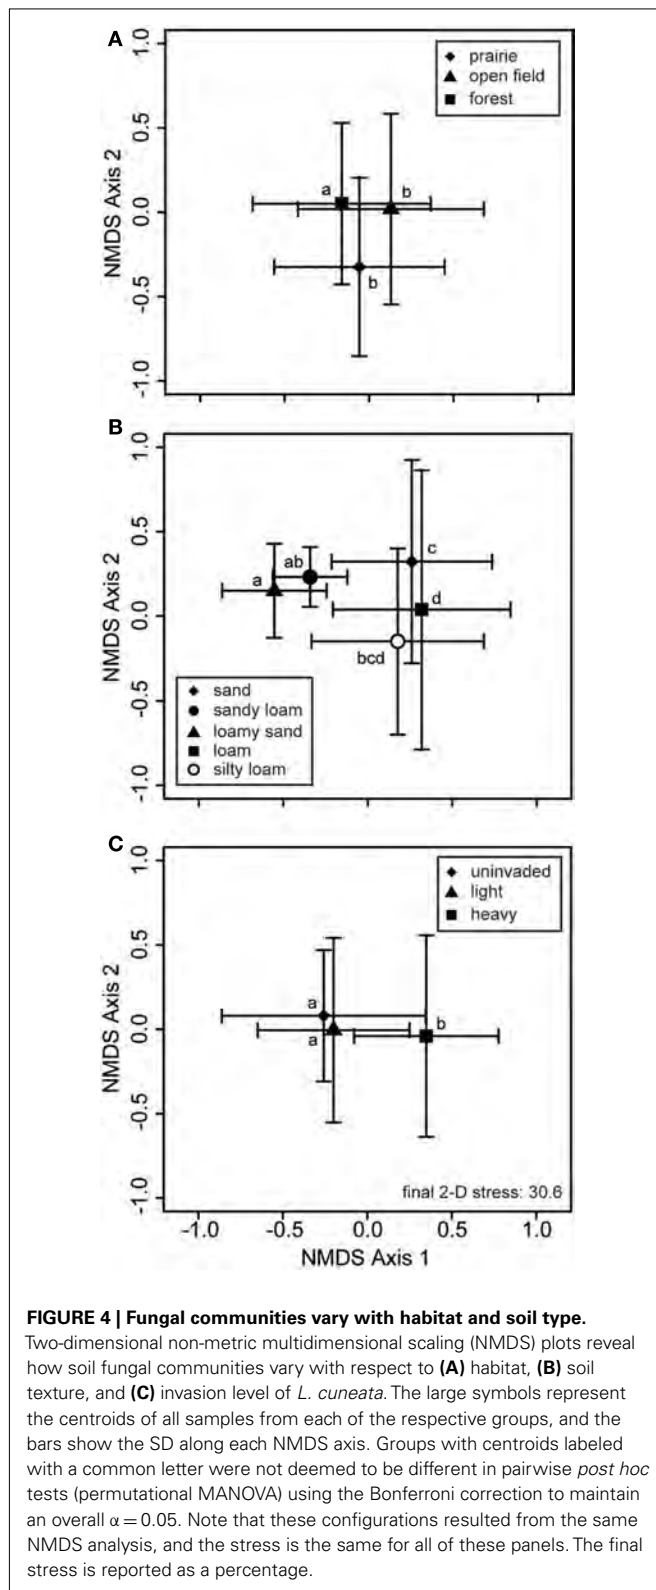 A
1.0
0.5
0.0
-0.5
-1.0
NMDS Axis 2
prairie
open field
forest
a
b
b
B
1.0
0.5
0.0
-0.5
-1.0
NMDS Axis 2
ab
a
c
d
bcd
sand
sandy loam
loamy sand
loam
silty loam
C
1.0
0.5
0.0
-0.5
-1.0
NMDS Axis 2
uninvaded
light
heavy
a
a
b
final 2-D stress: 30.6
-1.0 -0.5 0.0 0.5 1.0
NMDS Axis 1
FIGURE 4 | Fungal communities vary with habitat and soil type.
Two-dimensional non-metric multidimensional scaling (NMDS) plots reveal
how soil fungal communities vary with respect to (A) habitat, (B) soil
texture, and (C) invasion level of L. cuneata. The large symbols represent
the centroids of all samples from each of the respective groups, and the
bars show the SD along each NMDS axis. Groups with centroids labeled
with a common letter were not deemed to be different in pairwise post hoc
tests (permutational MANOVA) using the Bonferroni correction to maintain
an overall α = 0.05. Note that these configurations resulted from the same
NMDS analysis, and the stress is the same for all of these panels. The final
stress is reported as a percentage.